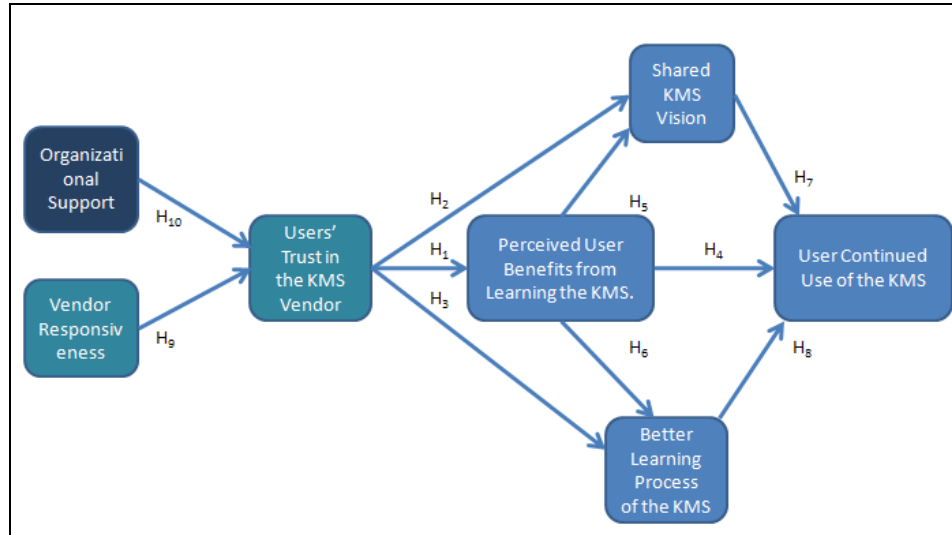 Shared
KMS
Vision
Organizati
onal
Support
H7
H2
H5
H10
Users'
Trust in
the KMS
Vendor
H1
Perceived User
Benefits from
Learning the KMS.
H4
User Continued
Use of the KMS
H3
Vendor
Responsiv
eness
H9
H6
H8
Better
Learning
Process
of the KMS